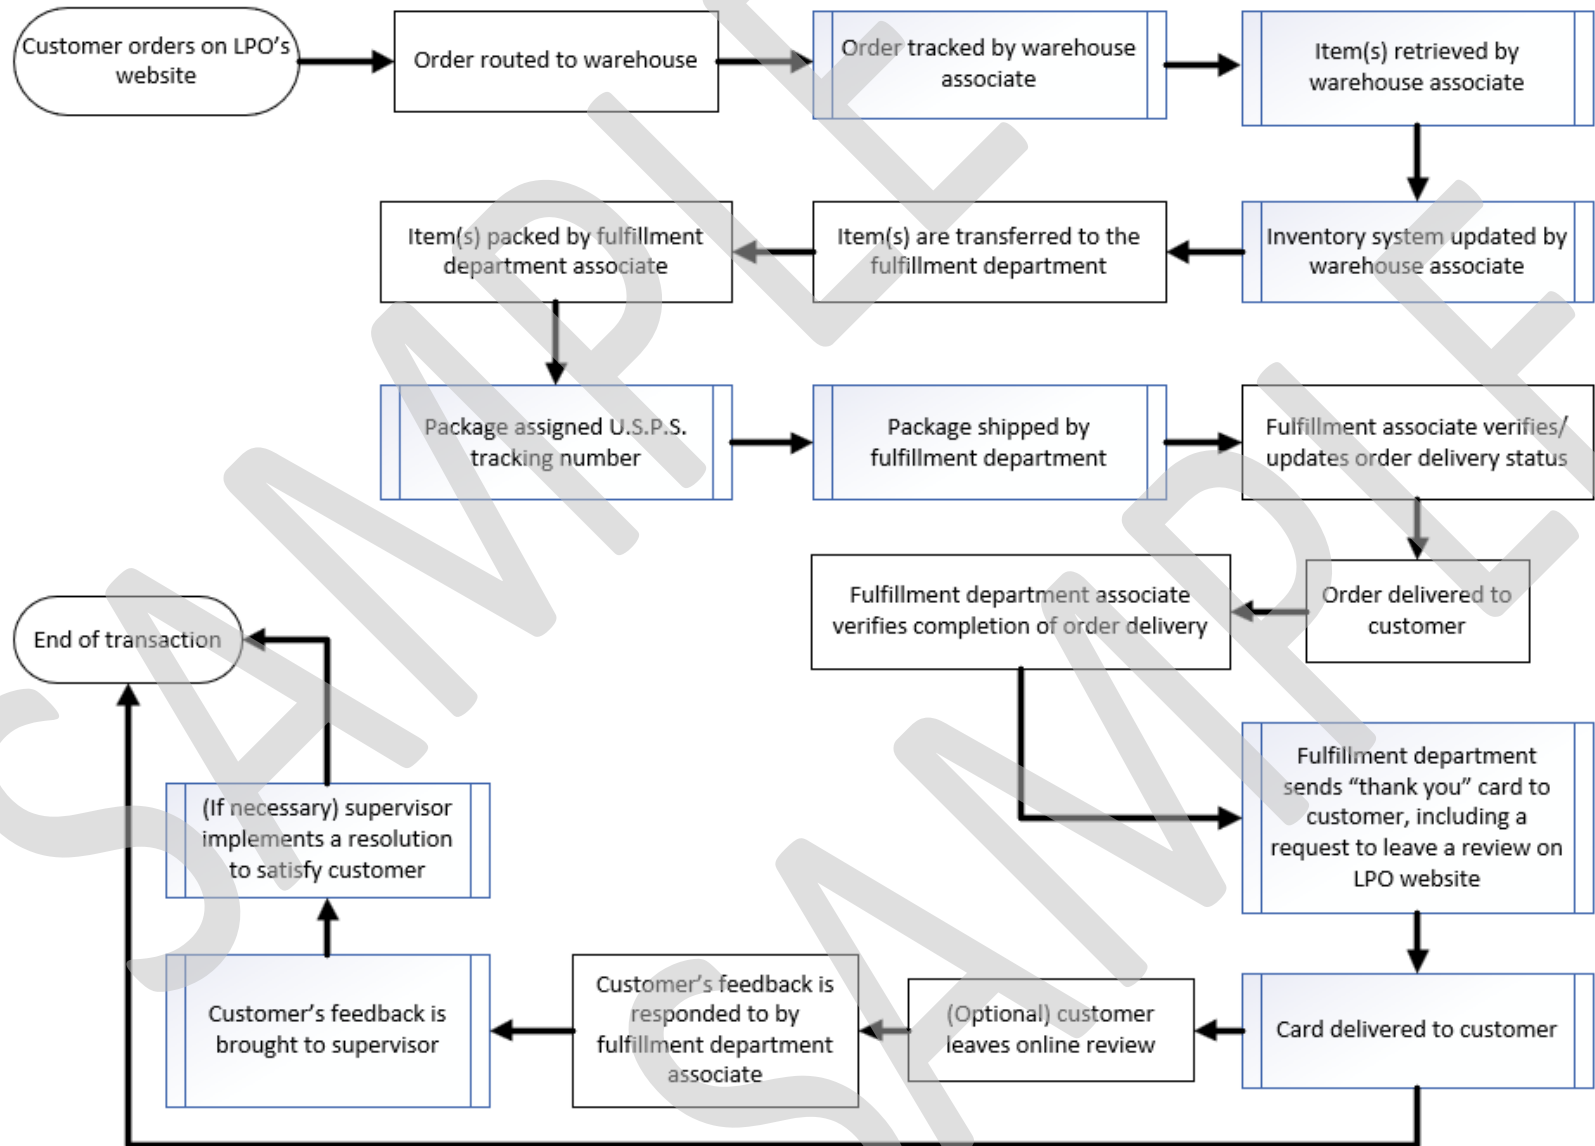 Customer orders on LPO's
website
Order routed to warehouse
Order tracked by warehouse
associate
Item(s) retrieved by
warehouse associate
Inventory system updated by
warehouse associate
Item(s) are transferred to the
fulfillment department
Item(s) packed by fulfillment
department associate
Package assigned U.S.P.S.
tracking number
Package shipped by
fulfillment department
Fulfillment associate verifies/
updates order delivery status
Order delivered to
customer
Fulfillment department associate
verifies completion of order delivery
Fulfillment department
sends “thank you” card to
customer, including a
request to leave a review on
LPO website
Card delivered to customer
(Optional) customer
leaves online review
Customer's feedback is
responded to by
fulfillment department
associate
Customer's feedback is
brought to supervisor
(If necessary) supervisor
implements a resolution
to satisfy customer
End of transaction
SAMPLE
SAMPLE